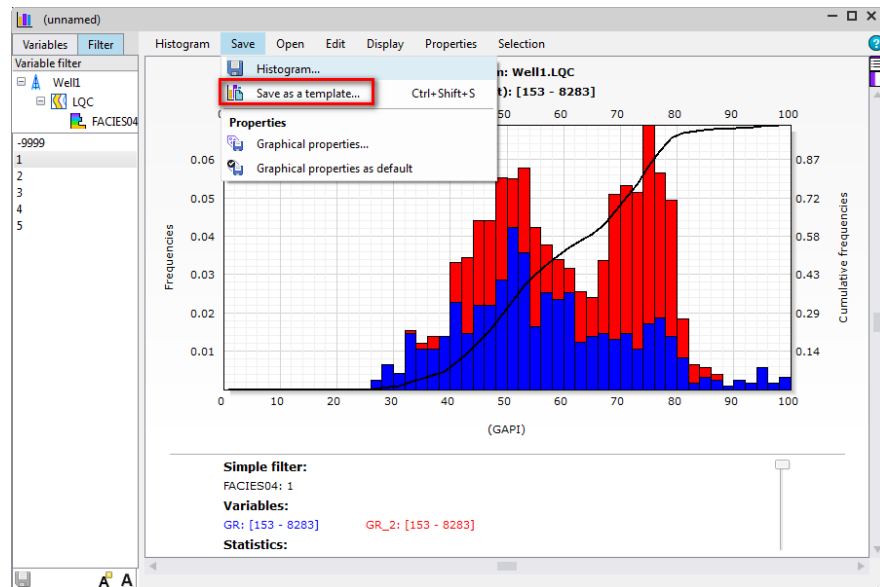 (unnamed)
Variables Filter
Histogram Save Open Edit Display Properties Selection
Variable filter
Well1
LQC
FACIES04
-9999
1
2
3
4
5
Histogram...
Save as a template... Ctrl+Shift+S
Properties
Graphical properties...
Graphical properties as default
n: Well1.LQC
t): [153 - 8283]
50 60 70 80 90 100
0.06
0.05
0.04
0.03
0.02
0.01
Frequencies
0.87
0.72
0.58
0.43
0.29
0.14
Cumulative frequencies
0 10 20 30 40 50 60 70 80 90 100
(GAPI)
Simple filter:
FACIES04: 1
Variables:
GR: [153 - 8283] GR_2: [153 - 8283]
Statistics:
A A